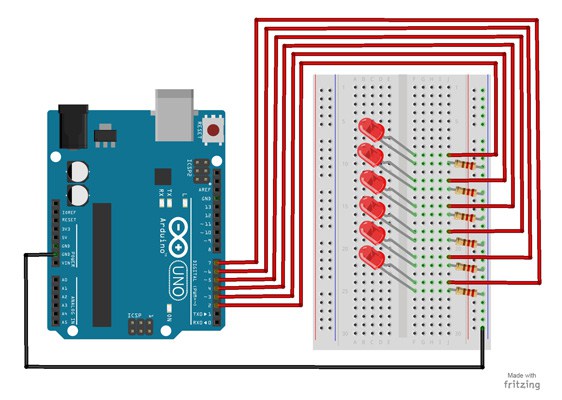 RESET
ICSP2
IOREF
RESET
3V3
5V
GND
GND
VIN
POWER
A0
A1
A2
A3
A4
A5
ANALOG IN
AREF
GND
13
12
~11
~10
~9
8
7
~6
~5
4
~3
2
TXD ▸ 1
RXD ◂ 0
DIGITAL (PWM~)
TX
RX
L
ON
Arduino
UNO
ICSP
Made with
fritzing